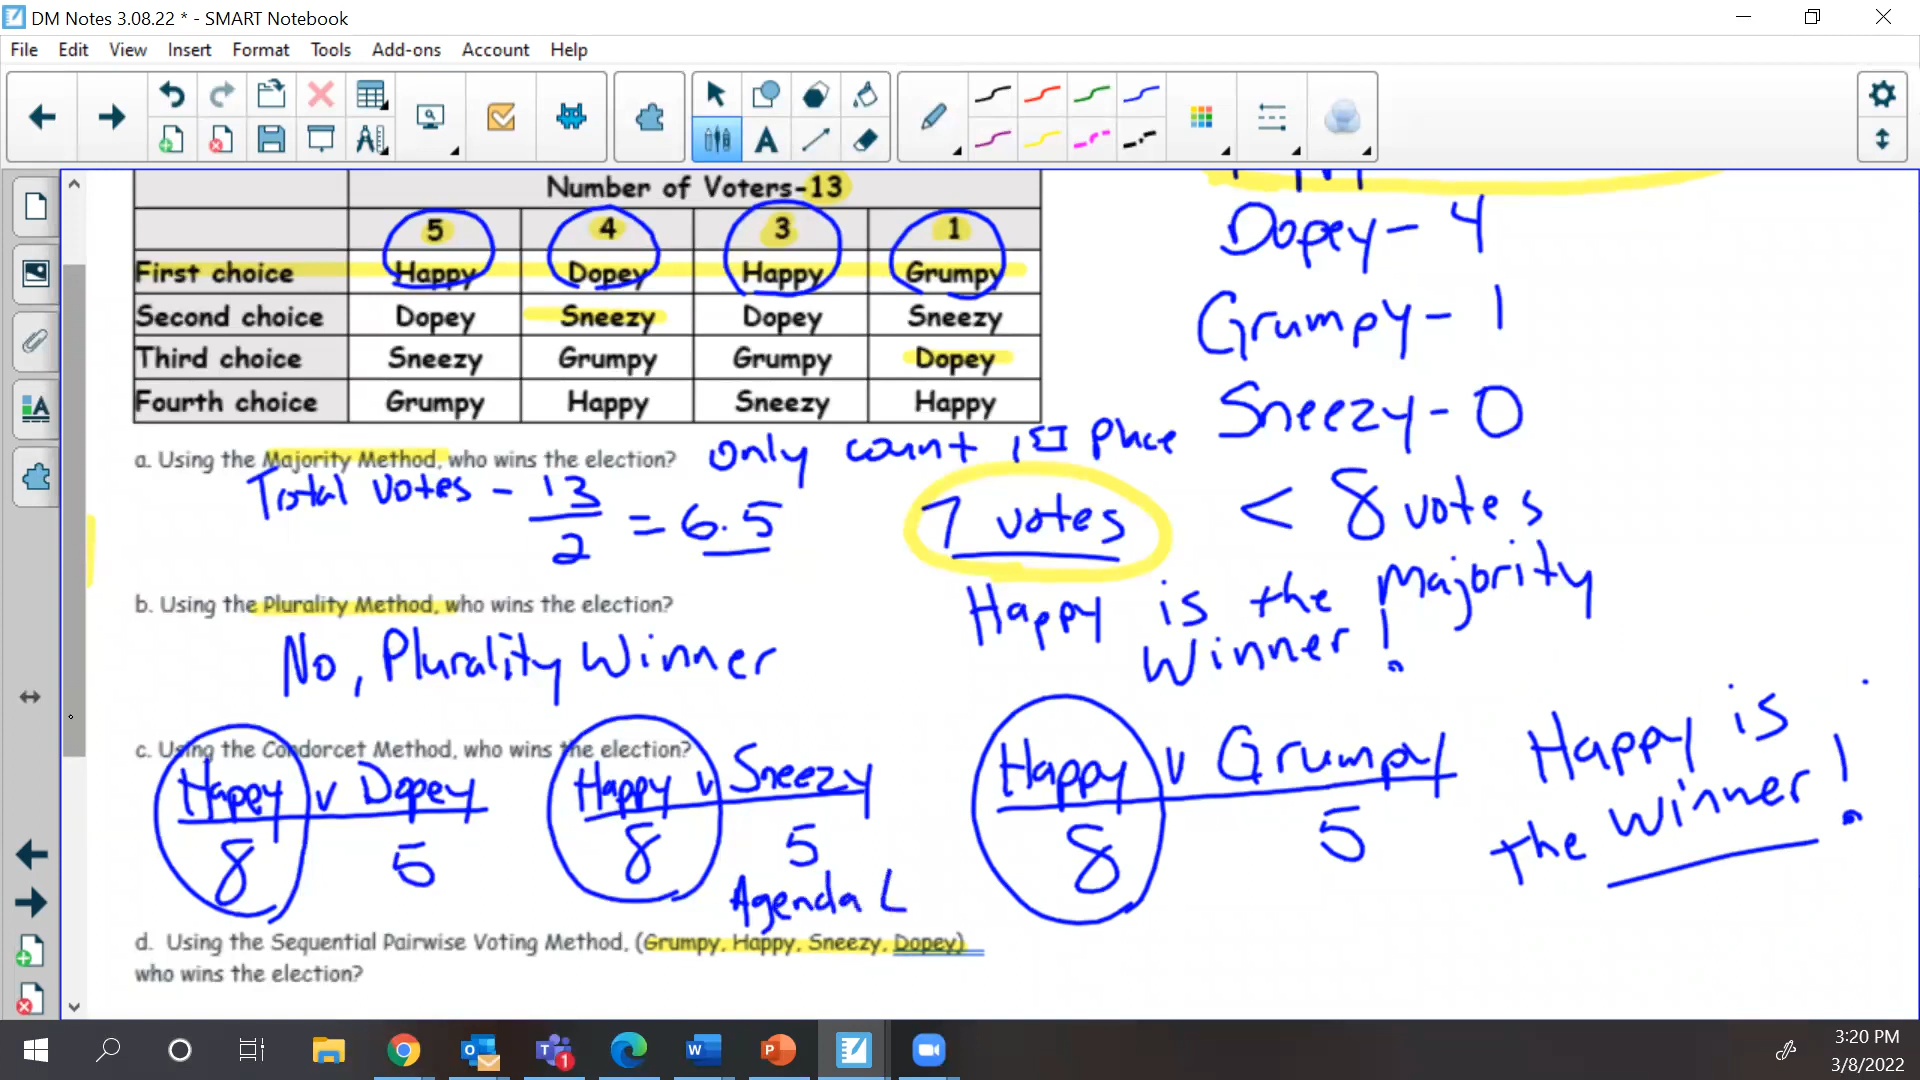 DM Notes 3.08.22 * - SMART Notebook
File Edit View Insert Format Tools Add-ons Account Help
Number of Voters-13
5 4 3 1
First choice Happy Dopey Happy Grumpy
Second choice Dopey Sneezy Dopey Sneezy
Third choice Sneezy Grumpy Grumpy Dopey
Fourth choice Grumpy Happy Sneezy Happy
Dopey- 4
Grumpy- 1
Sneezy- 0
a. Using the Majority Method, who wins the election?
only count 1st place
Total votes - 13/2 = 6.5
7 votes < 8 votes
Happy is the Majority
Winner!
b. Using the Plurality Method, who wins the election?
No, Plurality Winner
c. Using the Condorcet Method, who wins the election?
Happy v Dopey
8 5
Happy v Sneezy
8 5
Happy v Grumpy
8 5
Happy is
the Winner!
Agenda L
d. Using the Sequential Pairwise Voting Method, (Grumpy, Happy, Sneezy, Dopey)
who wins the election?
1
3:20 PM
3/8/2022